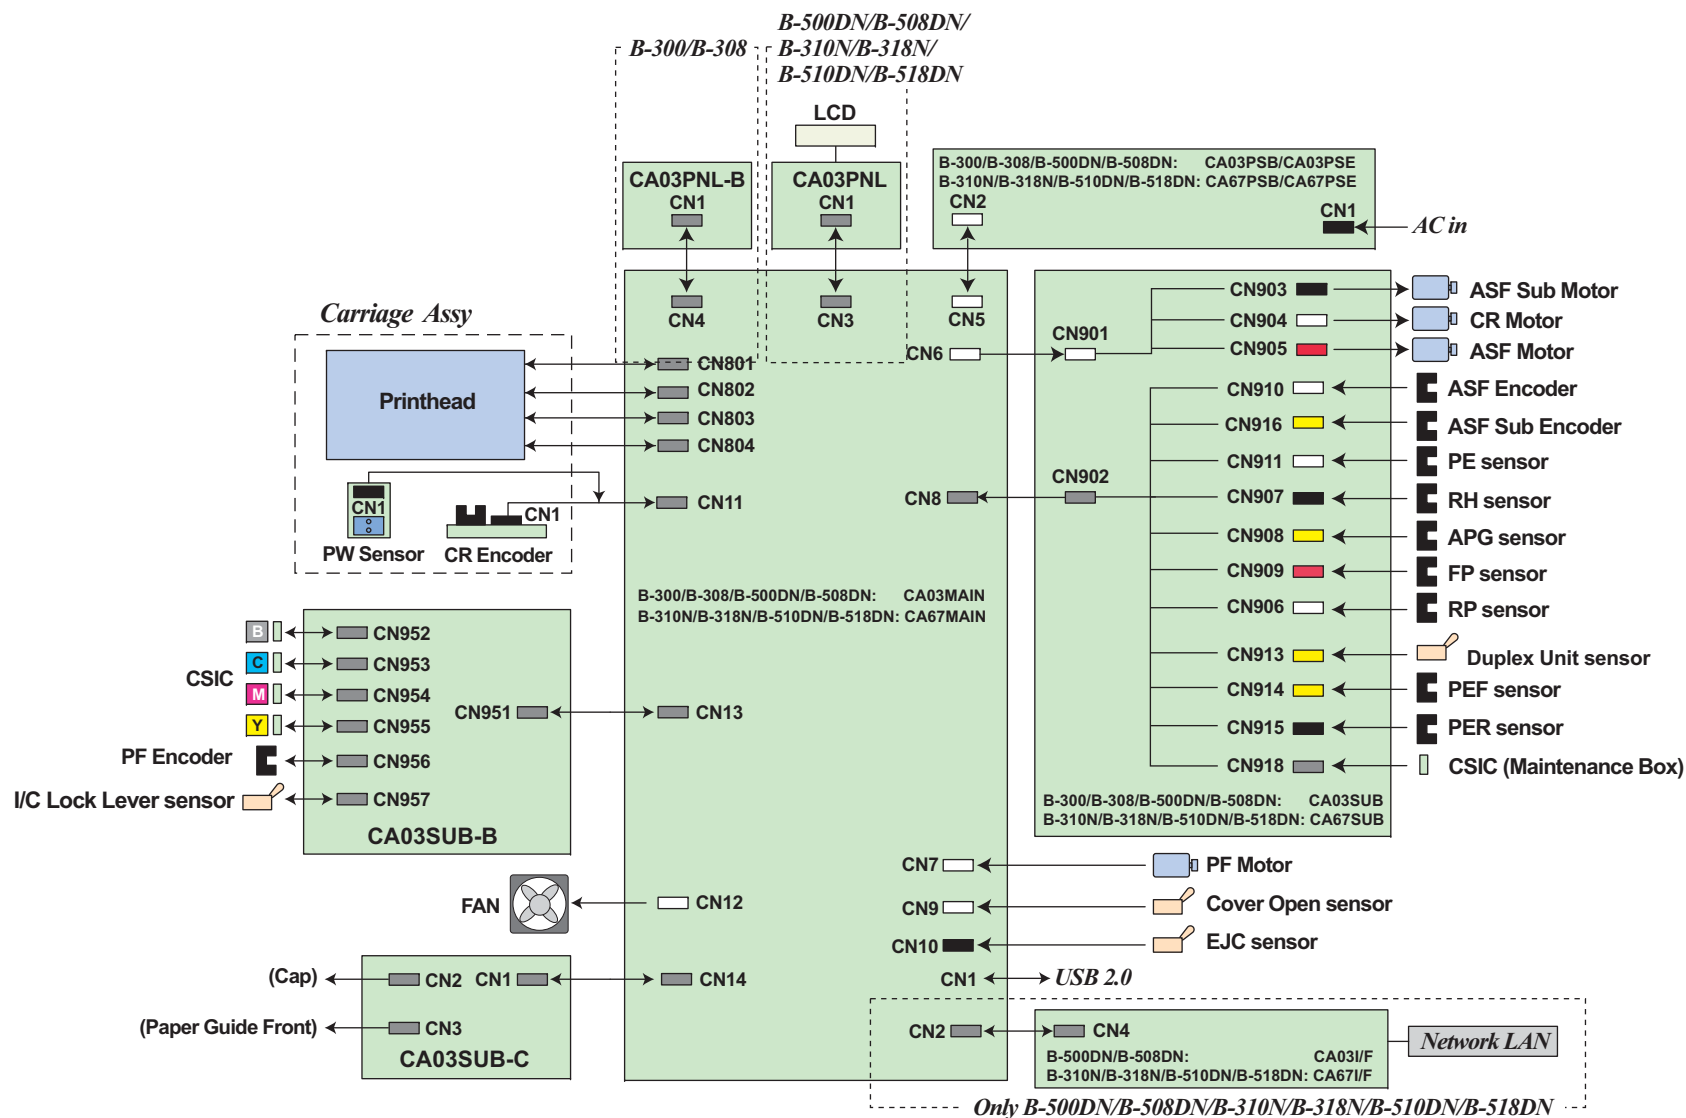 B-300/B-308
B-500DN/B-508DN/
B-310N/B-318N/
B-510DN/B-518DN
LCD
CA03PNL-B
CN1
CA03PNL
CN1
B-300/B-308/B-500DN/B-508DN: CA03PSB/CA03PSE
B-310N/B-318N/B-510DN/B-518DN: CA67PSB/CA67PSE
CN2
CN1
AC in
CN4
CN3
CN5
CN6
CN901
CN903
ASF Sub Motor
CN904
CR Motor
CN905
ASF Motor
Carriage Assy
Printhead
CN801
CN802
CN803
CN804
CN1
PW Sensor
CN1
CR Encoder
CN11
CN8
CN902
CN910
ASF Encoder
CN916
ASF Sub Encoder
CN911
PE sensor
CN907
RH sensor
CN908
APG sensor
CN909
FP sensor
CN906
RP sensor
CN913
Duplex Unit sensor
CN914
PEF sensor
CN915
PER sensor
CN918
CSIC (Maintenance Box)
B-300/B-308/B-500DN/B-508DN: CA03SUB
B-310N/B-318N/B-510DN/B-518DN: CA67SUB
B-300/B-308/B-500DN/B-508DN: CA03MAIN
B-310N/B-318N/B-510DN/B-518DN: CA67MAIN
CSIC
B
CN952
C
CN953
M
CN954
Y
CN955
PF Encoder
CN956
I/C Lock Lever sensor
CN957
CN951
CN13
CA03SUB-B
FAN
CN12
CN7
PF Motor
CN9
Cover Open sensor
CN10
EJC sensor
CN1
USB 2.0
(Cap)
CN2
CN1
CN14
(Paper Guide Front)
CN3
CA03SUB-C
CN2
CN4
B-500DN/B-508DN: CA03I/F
B-310N/B-318N/B-510DN/B-518DN: CA67I/F
Network LAN
Only B-500DN/B-508DN/B-310N/B-318N/B-510DN/B-518DN